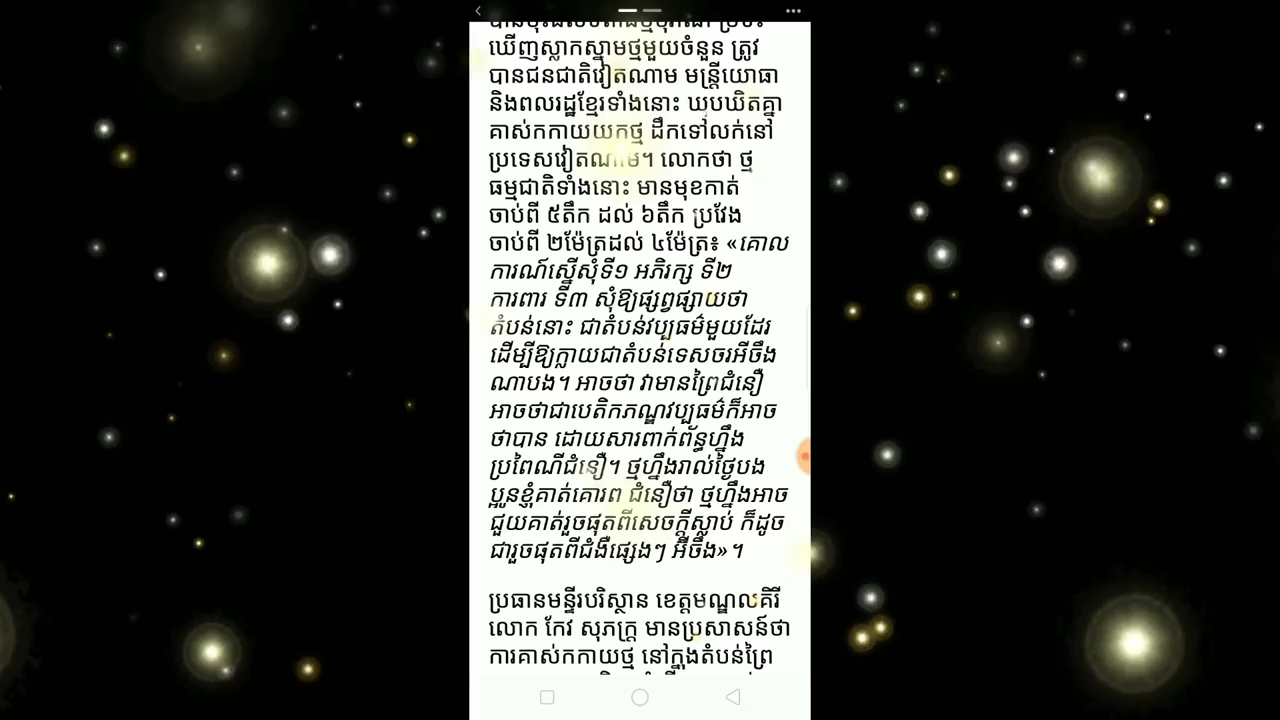 ឃើញស្លាកស្នាមថ្មមួយចំនួន ត្រូវ
បានជនជាតិវៀតណាម មន្ត្រីយោធា
និងពលរដ្ឋខ្មែរទាំងនោះ ឃុបឃិតគ្នា
គាស់កកាយយកថ្ម ដឹកទៅលក់នៅ
ប្រទេសវៀតណាម។ លោកថា ថ្ម
ធម្មជាតិទាំងនោះ មានមុខកាត់
ចាប់ពី ៥តឹក ដល់ ៦តឹក ប្រវែង
ចាប់ពី ២ម៉ែត្រដល់ ៤ម៉ែត្រ៖ «គោល
ការណ៍ស្នើសុំទី១ អភិរក្ស ទី២
ការពារ ទី៣ សុំឱ្យផ្សព្វផ្សាយថា
តំបន់នោះ ជាតំបន់វប្បធម៌មួយដែរ
ដើម្បីឱ្យក្លាយជាតំបន់ទេសចរអីចឹង
ណាបង។ អាចថា វាមានព្រៃជំនឿ
អាចថាជាបេតិកភណ្ឌវប្បធម៌ក៏អាច
ថាបាន ដោយសារពាក់ព័ន្ធហ្នឹង
ប្រពៃណីជំនឿ។ ថ្មហ្នឹងរាល់ថ្ងៃបង
ប្អូនខ្ញុំគាត់គោរព ជំនឿថា ថ្មហ្នឹងអាច
ជួយគាត់រួចផុតពីសេចក្ដីស្លាប់ ក៏ដូច
ជារួចផុតពីជំងឺផ្សេងៗ អ៊ីចឹង»។
ប្រធានមន្ទីរបរិស្ថាន ខេត្តមណ្ឌលគិរី
លោក កែវ សុភក្ត្រ មានប្រសាសន៍ថា
ការគាស់កកាយថ្ម នៅក្នុងតំបន់ព្រៃ